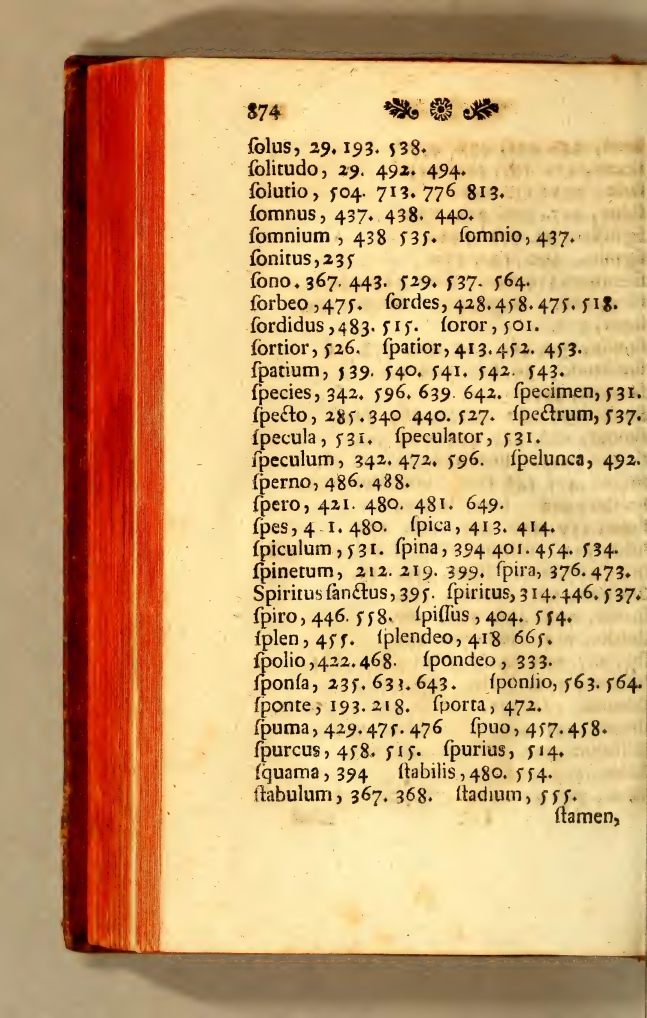 874
ſolus, 29. 193. 538.
ſolitudo, 29. 492. 494.
ſolutio, 504. 713. 776 813.
ſomnus, 437. 438. 440.
ſomnium, 438 535. ſomnio, 437.
ſonitus, 235
ſono. 367. 443. 529. 537. 564.
ſorbeo, 475. ſordes, 428. 458. 475. 518.
ſordidus, 483. 515. ſoror, 501.
ſortior, 526. ſpatior, 413. 452. 453.
ſpatium, 539. 540. 541. 542. 543.
ſpecies, 342. 596. 639. 642. ſpecimen, 531.
ſpecto, 285. 340 440. 527. ſpectrum, 537.
ſpecula, 531. ſpeculator, 531.
ſpeculum, 342. 472. 596. ſpelunca, 492.
ſperno, 486. 488.
ſpero, 421. 480. 481. 649.
ſpes, 4 1. 480. ſpica, 413. 414.
ſpiculum, 531. ſpina, 394 401. 454. 534.
ſpinetum, 212. 219. 399. ſpira, 376. 473.
Spiritus ſanctus, 395. ſpiritus, 314. 446. 537.
ſpiro, 446. 558. ſpiſſus, 404. 554.
ſplen, 455. ſplendeo, 418 665.
ſpolio, 422. 468. ſpondeo, 333.
ſponſa, 235. 633. 643. ſponſio, 563. 564.
ſponte, 193. 218. ſporta, 472.
ſpuma, 429. 475. 476 ſpuo, 457. 458.
ſpurcus, 458. 515. ſpurius, 514.
ſquama, 394 ſtabilis, 480. 554.
ſtabulum, 367. 368. ſtadium, 555.
ſtamen,